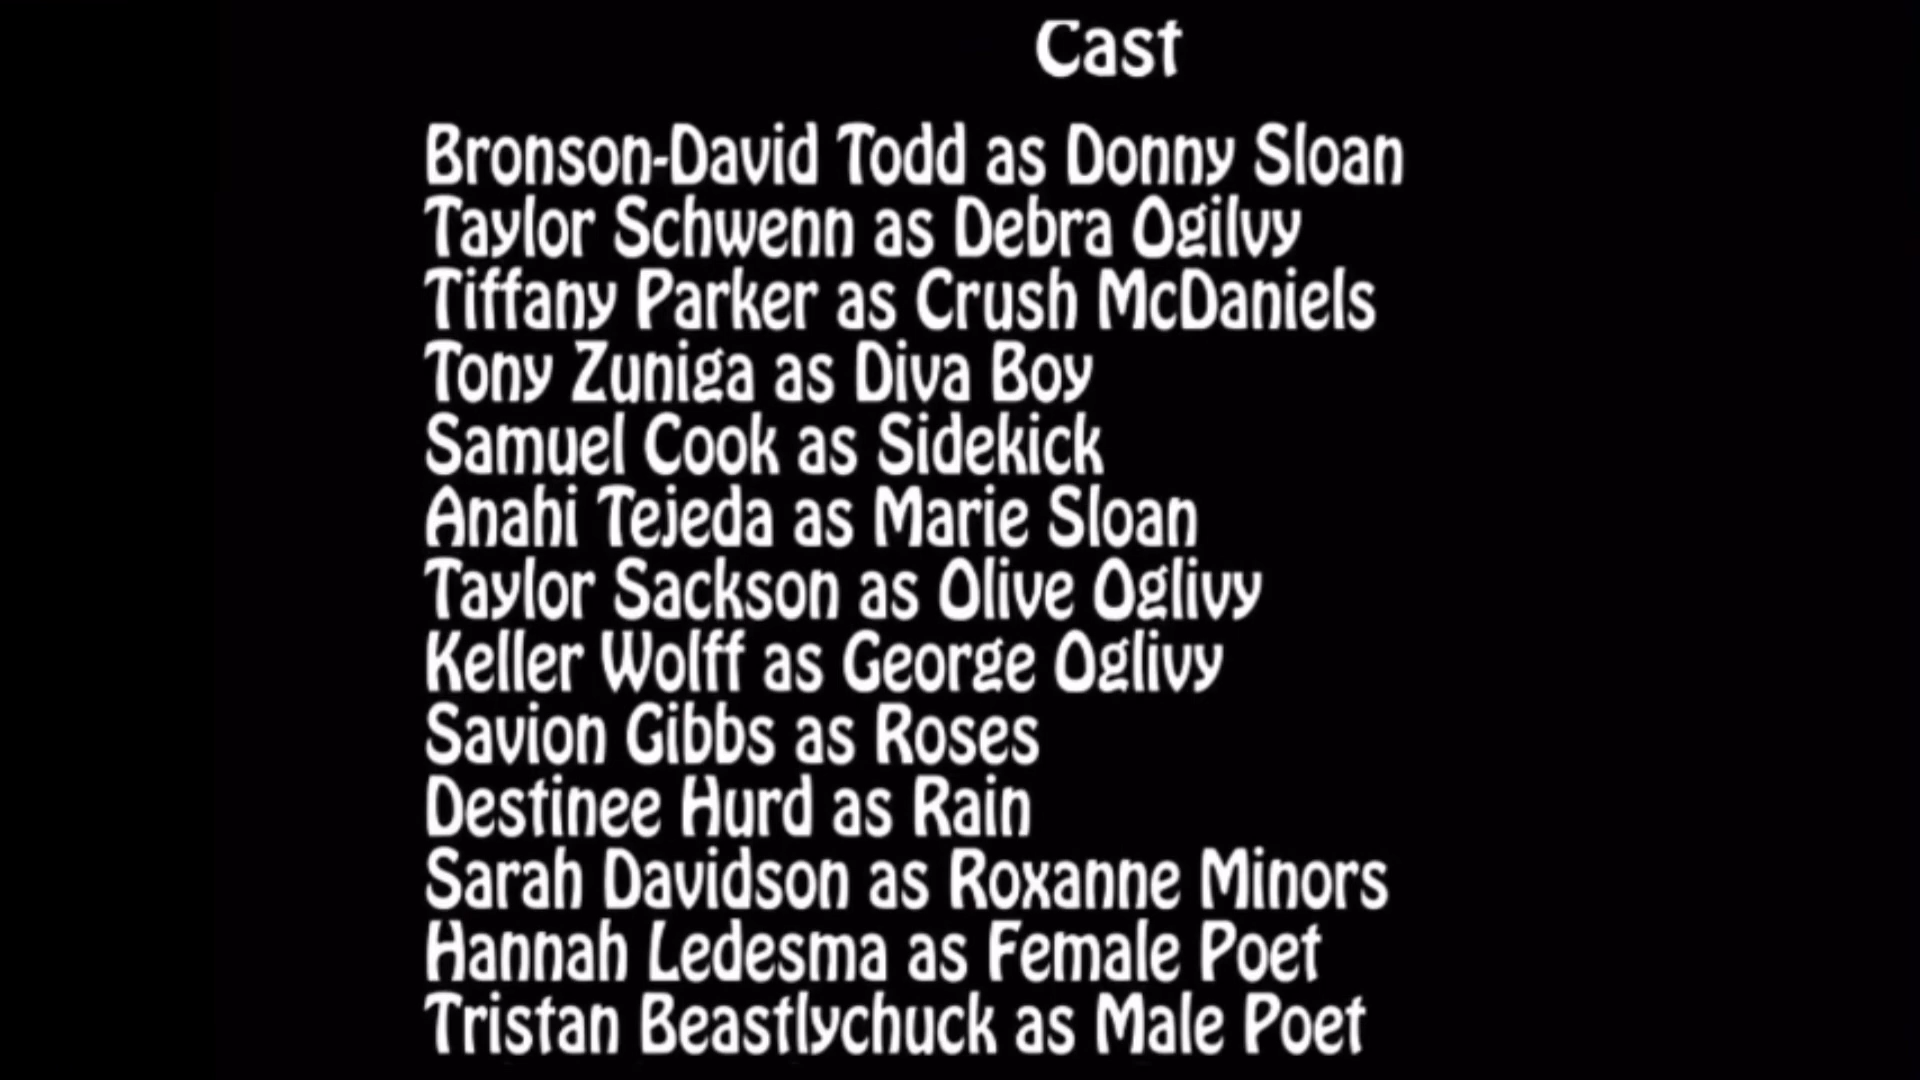 Cast
Bronson-David Todd as Donny Sloan
Taylor Schwenn as Debra Ogilvy
Tiffany Parker as Crush McDaniels
Tony Zuniga as Diva Boy
Samuel Cook as Sidekick
Anahi Tejeda as Marie Sloan
Taylor Sackson as Olive Oglivy
Keller Wolff as George Oglivy
Savion Gibbs as Roses
Destinee Hurd as Rain
Sarah Davidson as Roxanne Minors
Hannah Ledesma as Female Poet
Tristan Beastlychuck as Male Poet